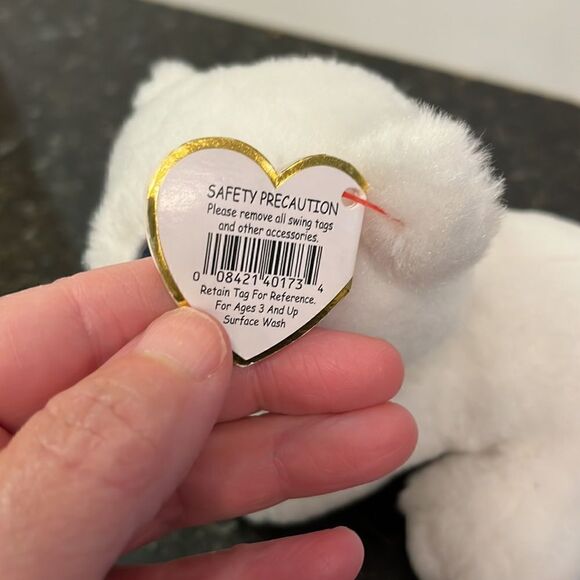 SAFETY PRECAUTION
Please remove all swing tags
and other accessories.
0 08421 40173 4
Retain Tag For Reference.
For Ages 3 And Up
Surface Wash